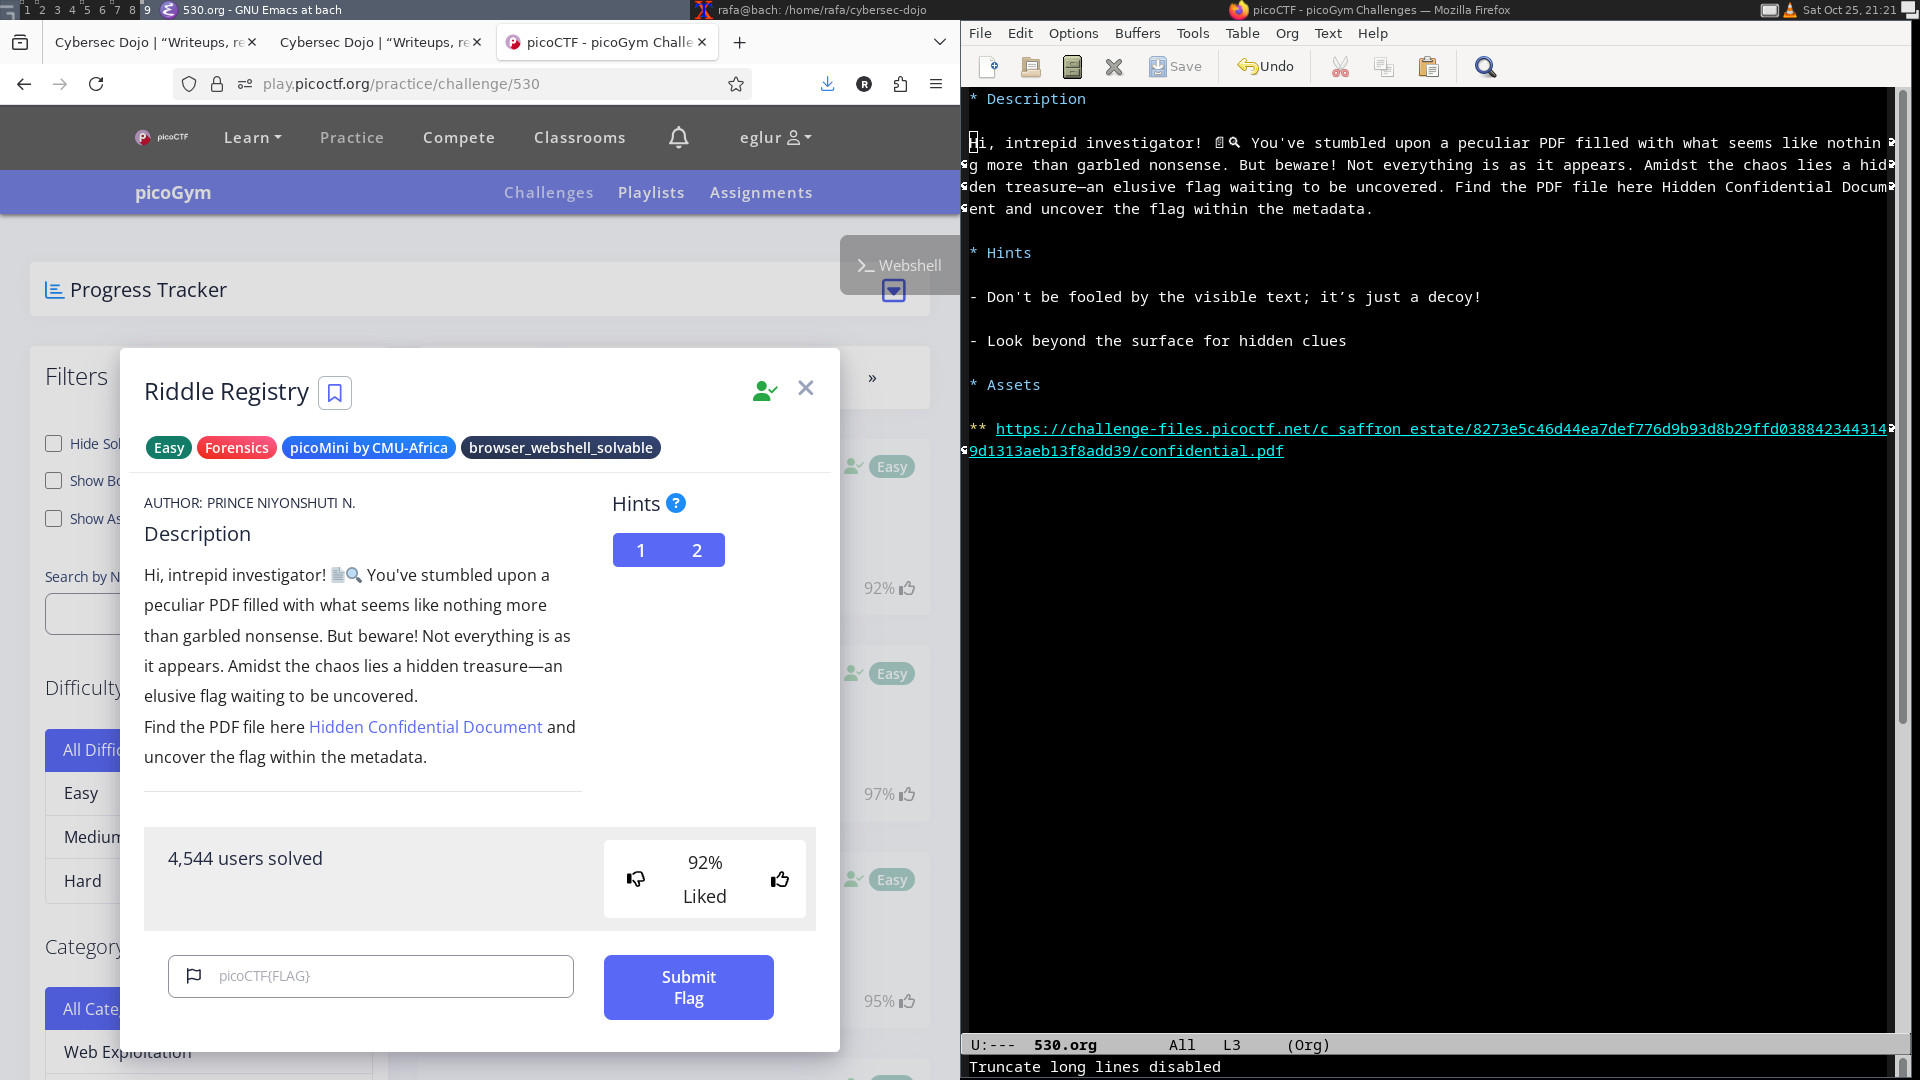 1 2 3 4 5 6 7 8 9 530.org - GNU Emacs at bach
rafa@bach: /home/rafa/cybersec-dojo
picoCTF - picoGym Challenges — Mozilla Firefox
Sat Oct 25, 21:21
Cybersec Dojo | “Writeups, re
Cybersec Dojo | “Writeups, re
picoCTF - picoGym Challe
play.picoctf.org/practice/challenge/530
R
picoCTF Learn Practice Compete Classrooms eglur
picoGym Challenges Playlists Assignments
>_ Webshell
Progress Tracker
Filters
»
Hide Sol
Show Bo
Show As
Search by N
Difficulty
All Diffic
Easy
Medium
Hard
Category
All Cate
Web Exploitation
Easy
92%
Easy
97%
Easy
95%
Riddle Registry
Easy Forensics picoMini by CMU-Africa browser_webshell_solvable
AUTHOR: PRINCE NIYONSHUTI N.
Description
Hi, intrepid investigator! 📄🔍 You've stumbled upon a
peculiar PDF filled with what seems like nothing more
than garbled nonsense. But beware! Not everything is as
it appears. Amidst the chaos lies a hidden treasure—an
elusive flag waiting to be uncovered.
Find the PDF file here Hidden Confidential Document and
uncover the flag within the metadata.
Hints ?
1 2
4,544 users solved
92%
Liked
picoCTF{FLAG}
Submit
Flag
File Edit Options Buffers Tools Table Org Text Help
Save Undo
* Description
Hi, intrepid investigator! 📄🔍 You've stumbled upon a peculiar PDF filled with what seems like nothin
g more than garbled nonsense. But beware! Not everything is as it appears. Amidst the chaos lies a hid
den treasure—an elusive flag waiting to be uncovered. Find the PDF file here Hidden Confidential Docum
ent and uncover the flag within the metadata.
* Hints
- Don't be fooled by the visible text; it’s just a decoy!
- Look beyond the surface for hidden clues
* Assets
** https://challenge-files.picoctf.net/c_saffron_estate/8273e5c46d44ea7def776d9b93d8b29ffd038842344314
9d1313aeb13f8add39/confidential.pdf
U:--- 530.org All L3 (Org)
Truncate long lines disabled